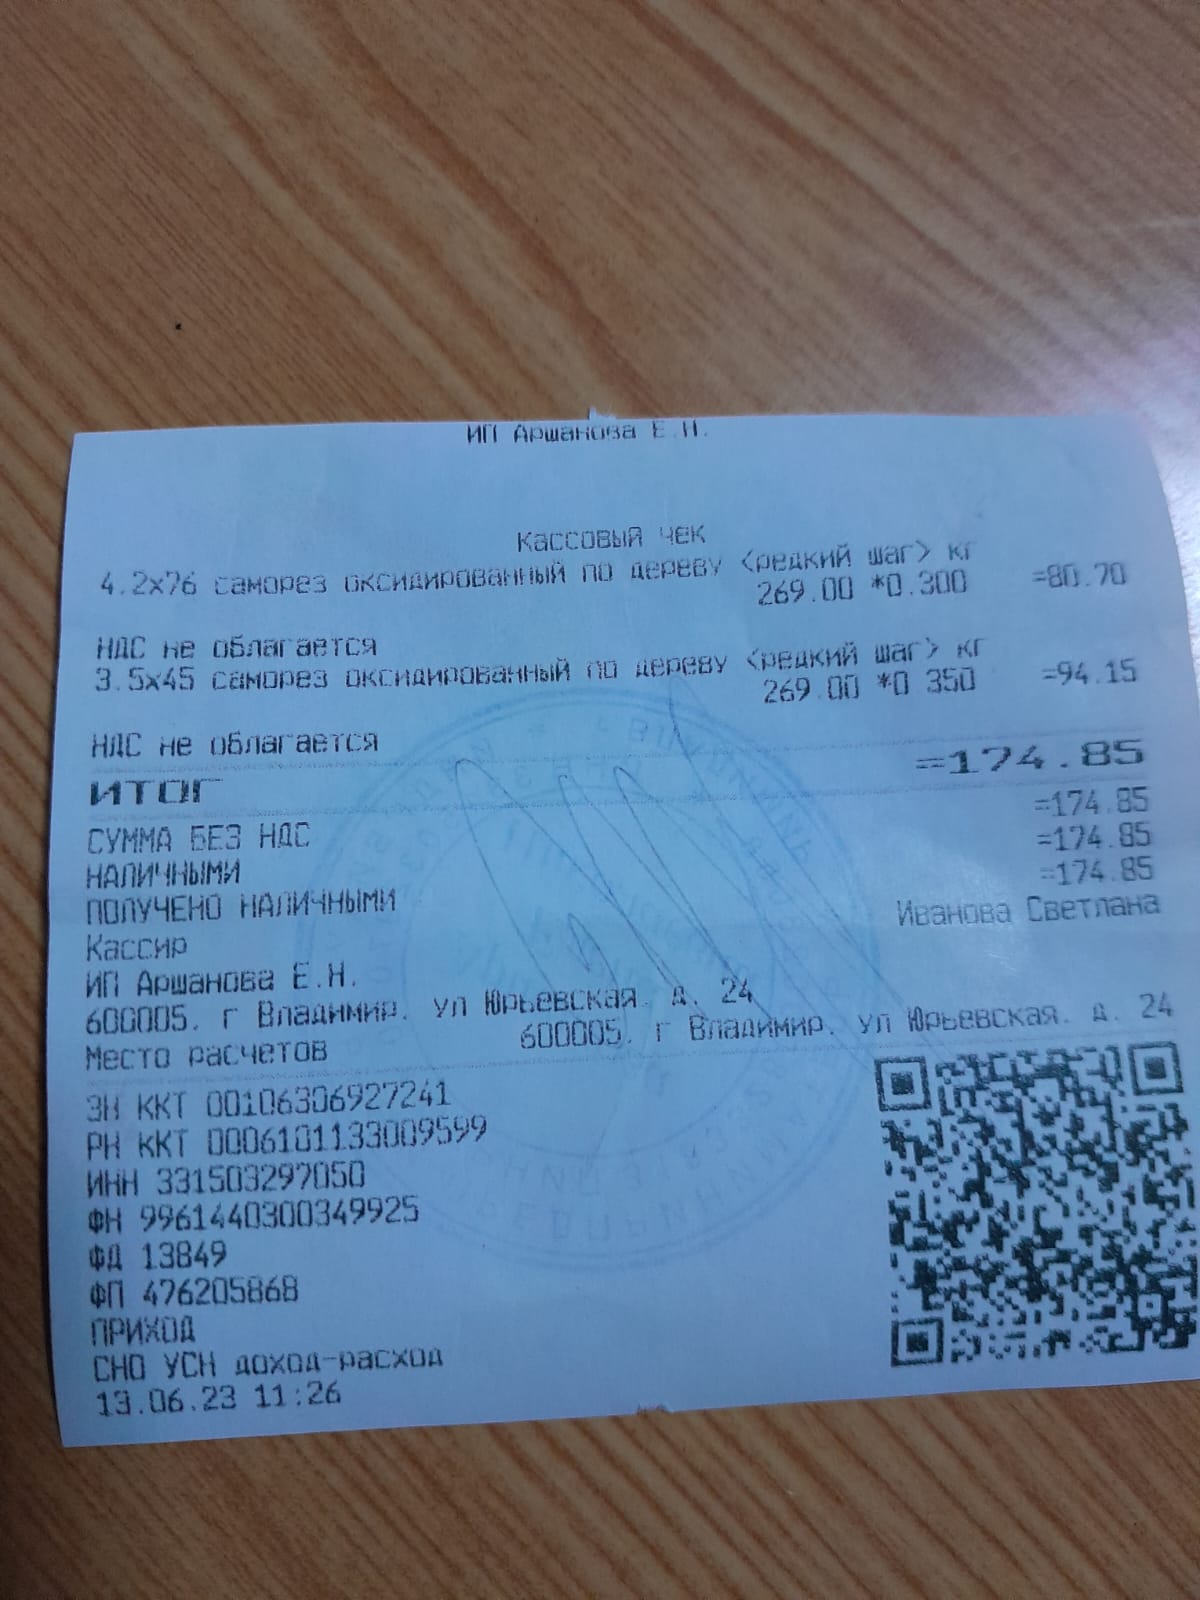 ИП Аршанова Е.Н.
Кассовый чек
4.2х76 саморез оксидированный по дереву <редкий шаг> кг
269.00 *0.300 =80.70
НДС не облагается
3.5х45 саморез оксидированный по дереву <редкий шаг> кг
269.00 *0 350 =94.15
НДС не облагается
ИТОГ =174.85
СУММА БЕЗ НДС =174.85
НАЛИЧНЫМИ =174.85
ПОЛУЧЕНО НАЛИЧНЫМИ =174.85
Кассир Иванова Светлана
ИП Аршанова Е.Н.
600005. г Владимир. ул Юрьевская. д. 24
Место расчетов 600005. г Владимир. ул Юрьевская. д. 24
ЗН ККТ 00106306927241
РН ККТ 0006101133009599
ИНН 331503297050
ФН 9961440300349925
ФД 13849
ФП 476205868
ПРИХОД
СНО УСН доход-расход
13.06.23 11:26